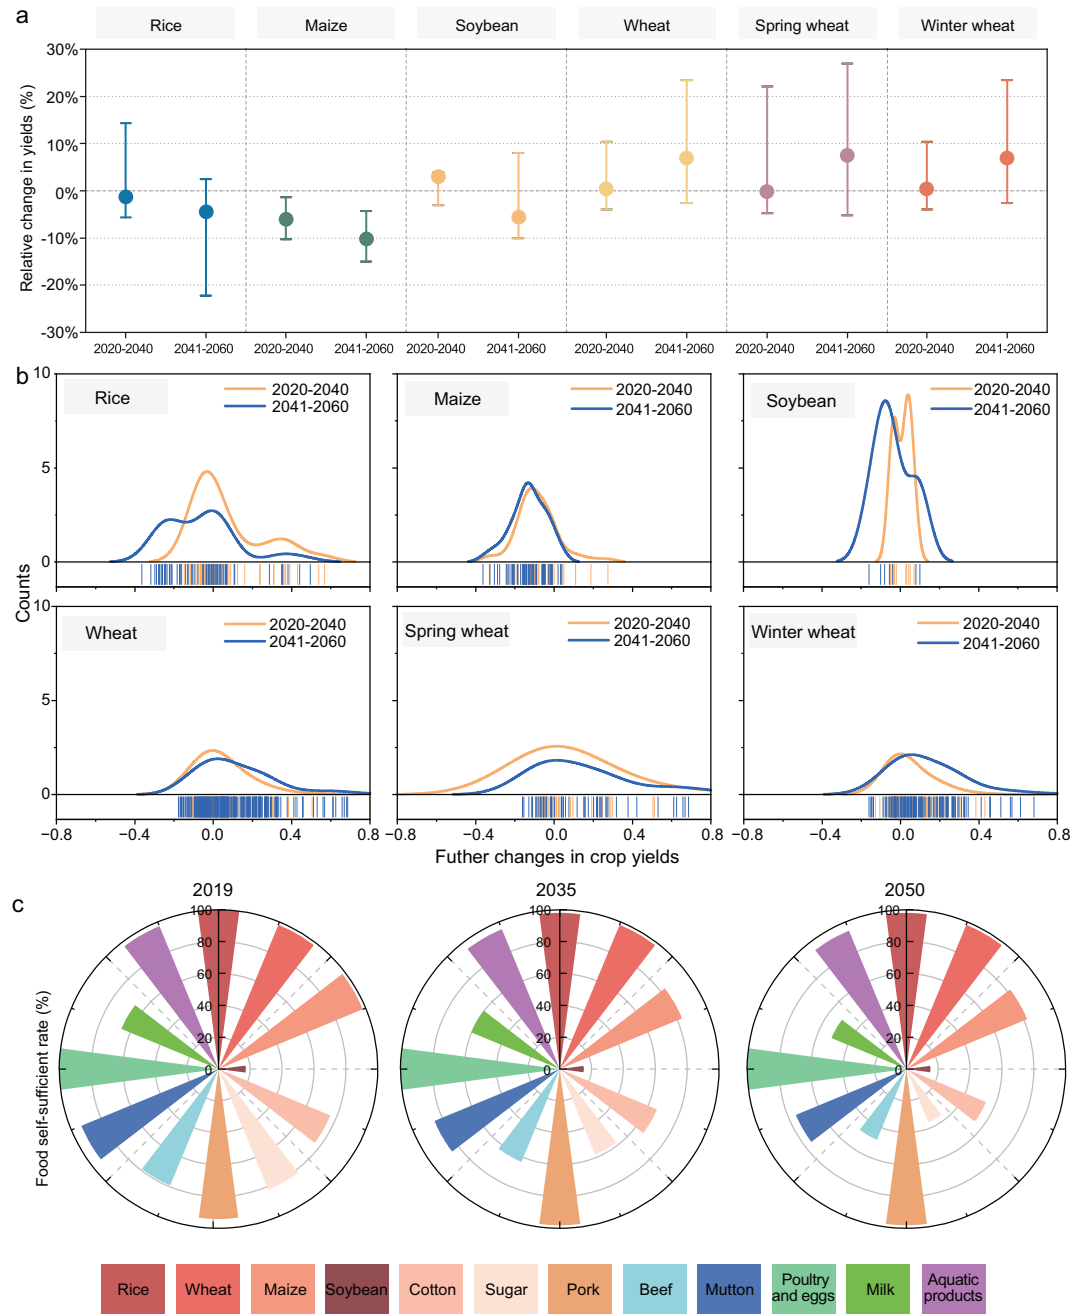 a
Rice Maize Soybean Wheat Spring wheat Winter wheat
Relative change in yields (%)
30%
20%
10%
0%
-10%
-20%
-30%
2020-2040 2041-2060 2020-2040 2041-2060 2020-2040 2041-2060 2020-2040 2041-2060 2020-2040 2041-2060 2020-2040 2041-2060
b
Counts
10
5
0
Rice
2020-2040
2041-2060
Maize
2020-2040
2041-2060
Soybean
2020-2040
2041-2060
10
5
0
Wheat
2020-2040
2041-2060
Spring wheat
2020-2040
2041-2060
Winter wheat
2020-2040
2041-2060
−0.8 −0.4 0.0 0.4 0.8 −0.4 0.0 0.4 0.8 −0.8 −0.4 0.0 0.4 0.8
Futher changes in crop yields
c
2019 2035 2050
Food self-sufficient rate (%)
100 100 100
80 80 80
60 60 60
40 40 40
20 20 20
0 0 0
Rice Wheat Maize Soybean Cotton Sugar Pork Beef Mutton Poultry and eggs Milk Aquatic products